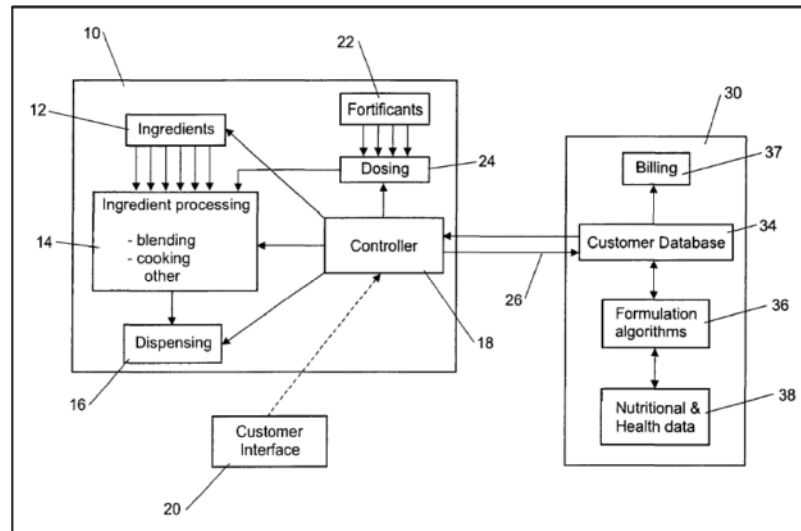 10
22
12
Ingredients
Fortificants
30
Dosing
24
Billing
37
Ingredient processing
14
- blending
- cooking
other
Controller
Customer Database
34
26
Formulation
algorithms
36
Dispensing
18
16
Nutritional &
Health data
38
Customer
Interface
20